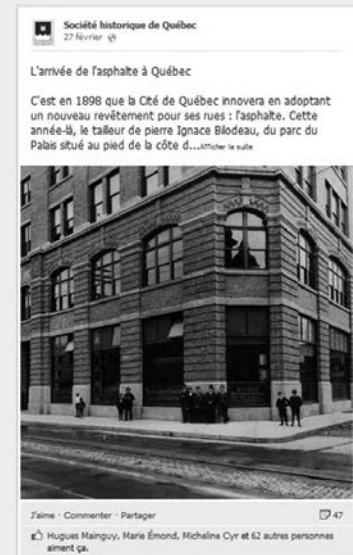 Société historique de Québec
27 février
L'arrivée de l'asphalte à Québec
C'est en 1898 que la Cité de Québec innovera en adoptant
un nouveau revêtement pour ses rues : l'asphalte. Cette
année-là, le tailleur de pierre Ignace Bilodeau, du parc du
Palais situé au pied de la côte d...Afficher la suite
J'aime · Commenter · Partager 47
Hugues Mainguy, Marie Émond, Micheline Cyr et 62 autres personnes
aiment ça.